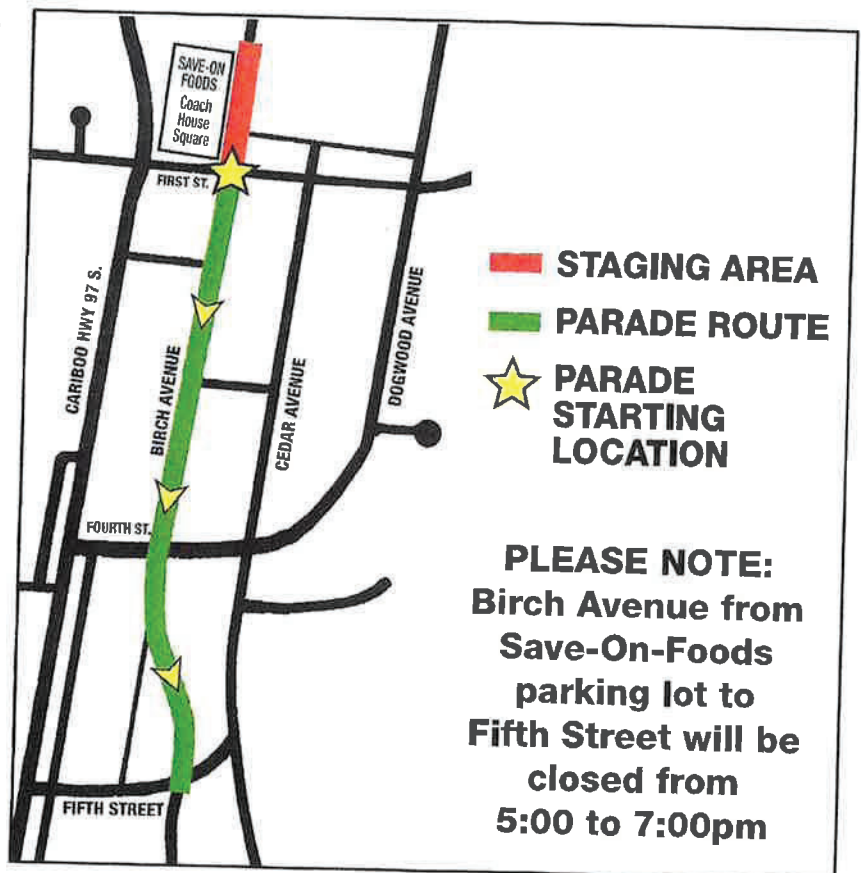 SAVE-ON
FOODS
Coach
House
Square
FIRST ST.
CARIBOO HWY 97 S.
BIRCH AVENUE
CEDAR AVENUE
DOGWOOD AVENUE
FOURTH ST.
FIFTH STREET
STAGING AREA
PARADE ROUTE
PARADE
STARTING
LOCATION
PLEASE NOTE:
Birch Avenue from
Save-On-Foods
parking lot to
Fifth Street will be
closed from
5:00 to 7:00pm